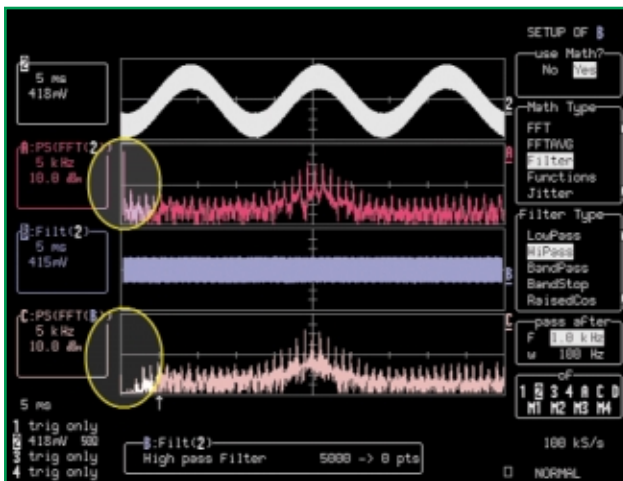 SETUP OF B
use Math?
No Yes
Math Type
FFT
FFTAVG
Filter
Functions
Jitter
Filter Type
LowPass
HiPass
BandPass
BandStop
RaisedCos
pass after
F 1.0 kHz
w 100 Hz
of
1 2 3 4 A C D
M1 M2 M3 M4
100 kS/s
NORMAL
2
5 ms
418mV
2
A:PS(FFT(2))
5 kHz
10.0 dBm
A
B:Filt(2)
5 ms
415mV
B
C:PS(FFT(B))
5 kHz
10.0 dBm
C
5 ms
1 trig only
2 418mV 50Ω
3 trig only
4 trig only
B:Filt(2)
High pass Filter 5000 -> 0 pts